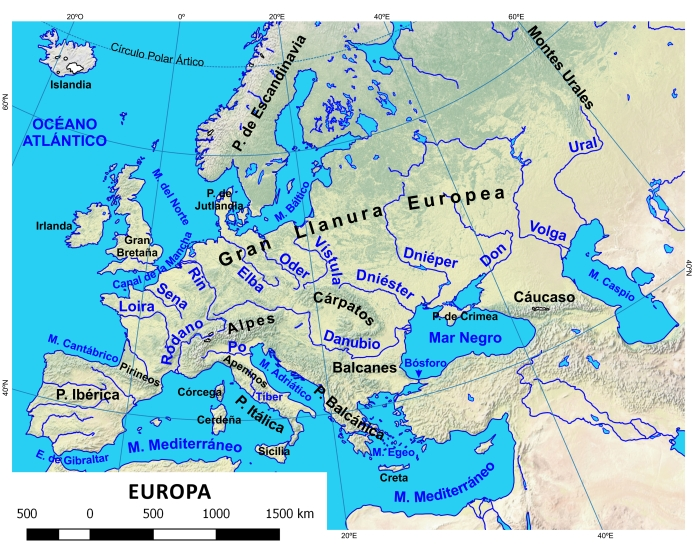 20°O
0°
20°E
40°E
60°E
Círculo Polar Ártico
Islandia
P. de Escandinavia
Montes Urales
60°N
OCÉANO
ATLÁNTICO
Ural
M. del Norte
P. de
Jutlandia
M. Báltico
Gran Llanura Europea
Irlanda
Gran
Bretaña
Canal de la Mancha
Volga
Rin
Elba
Oder
Vístula
Dniéper
Don
Dniéster
40°N
M. Caspio
Sena
Loira
Cárpatos
Cáucaso
P. de Crimea
Ródano
Alpes
Danubio
Mar Negro
M. Cantábrico
Po
Pirineos
Apeninos
M. Adriático
Balcanes
Bósforo
40°N
P. Ibérica
Córcega
Tíber
P. Itálica
P. Balcánica
Cerdeña
M. Mediterráneo
Sicilia
M. Egeo
E. de Gibraltar
Creta
M. Mediterráneo
EUROPA
500 0 500 1000 1500 km
20°E
40°E